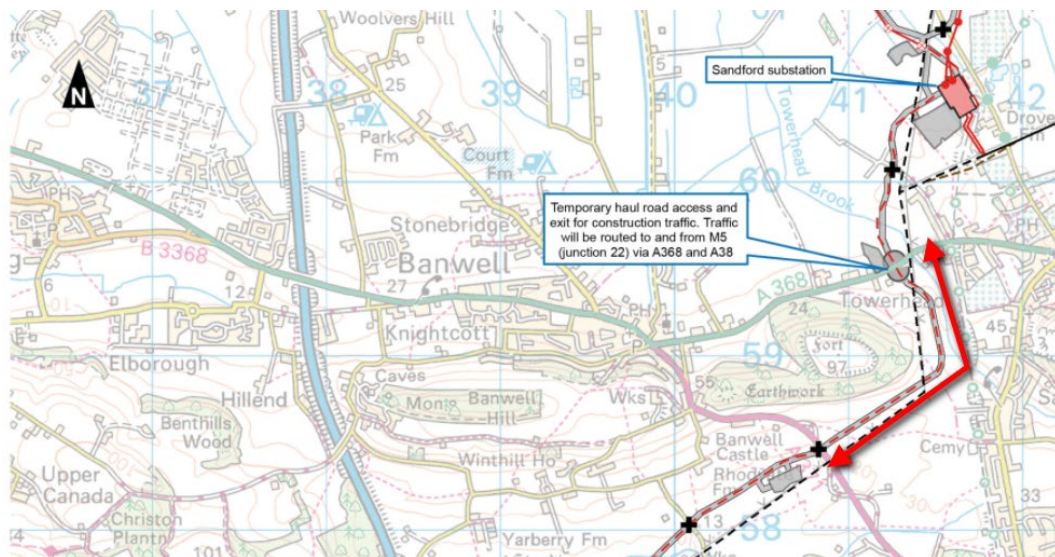 Woolvers Hill
25
37
38
39
40
41
42
N
Sandford substation
Park
Fm
Court
Fm
Towerhead
Brook
Drove
Fm
PH
60
Temporary haul road access and
exit for construction traffic. Traffic
will be routed to and from M5
(junction 22) via A368 and A38
PH
Stonebridge
B 3368
Banwell
27
12
6
A 368
Towerhead
24
PH
Knightcott
45
59
Fort
97
Elborough
Hillend
Caves
Mon
Banwell
Hill
55
Wks
Earthwork
Benthills
Wood
Banwell
Castle
Cemy
Winthill Ho
Upper
Canada
33
Christon
Plantn
101
13
58
Yarberry Fm